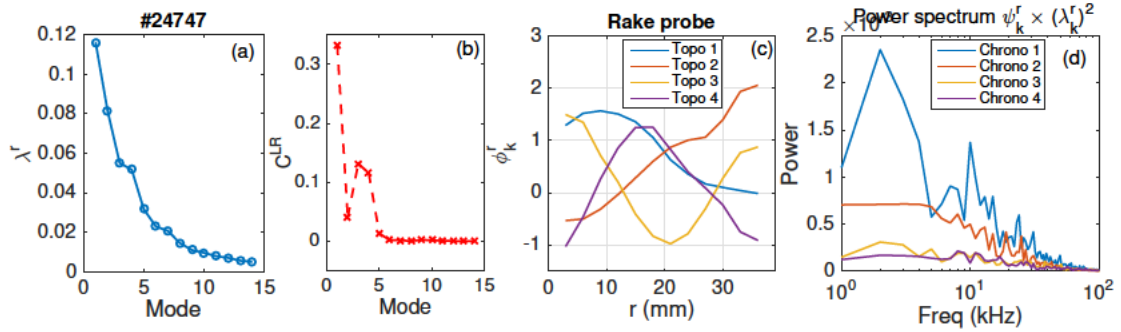 #24747
(a)
0.12
0.1
0.08
0.06
0.04
0.02
0
λ^r
0
5
10
15
Mode
(b)
0.3
0.2
0.1
0
C^LR
0
5
10
15
Mode
Rake probe
(c)
Topo 1
Topo 2
Topo 3
Topo 4
3
2
1
0
-1
ϕ_k^r
0
10
20
30
r (mm)
Power spectrum ψ_k^r × (λ_k^r)^2
(d)
Chrono 1
Chrono 2
Chrono 3
Chrono 4
2.5
2
1.5
1
0.5
0
Power
10^0
10^1
10^2
Freq (kHz)